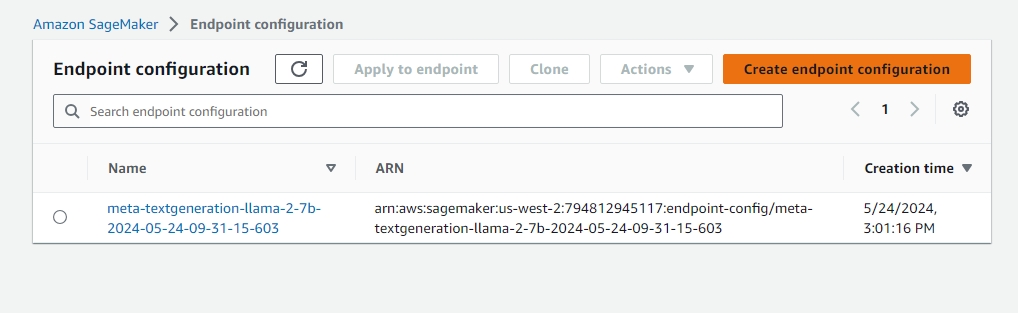 Amazon SageMaker > Endpoint configuration
Endpoint configuration Apply to endpoint Clone Actions Create endpoint configuration
Search endpoint configuration 1
Name ARN Creation time
meta-textgeneration-llama-2-7b- arn:aws:sagemaker:us-west-2:794812945117:endpoint-config/meta- 5/24/2024,
2024-05-24-09-31-15-603 textgeneration-llama-2-7b-2024-05-24-09-31-15-603 3:01:16 PM